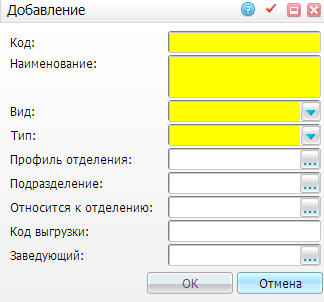 Добавление
Код:
Наименование:
Вид:
Тип:
Профиль отделения:
Подразделение:
Относится к отделению:
Код выгрузки:
Заведующий:
ОК Отмена